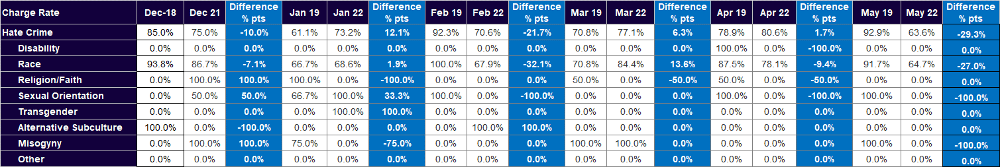 Charge Rate Dec-18 Dec 21 Difference % pts Jan 19 Jan 22 Difference % pts Feb 19 Feb 22 Difference % pts Mar 19 Mar 22 Difference % pts Apr 19 Apr 22 Difference % pts May 19 May 22 Difference % pts
Hate Crime 85.0% 75.0% -10.0% 61.1% 73.2% 12.1% 92.3% 70.6% -21.7% 70.8% 77.1% 6.3% 78.9% 80.6% 1.7% 92.9% 63.6% -29.3%
Disability 0.0% 0.0% 0.0% 0.0% 0.0% 0.0% 0.0% 0.0% 0.0% 0.0% 0.0% 0.0% 100.0% 0.0% -100.0% 0.0% 0.0% 0.0%
Race 93.8% 86.7% -7.1% 66.7% 68.6% 1.9% 100.0% 67.9% -32.1% 70.8% 84.4% 13.6% 87.5% 78.1% -9.4% 91.7% 64.7% -27.0%
Religion/Faith 0.0% 100.0% 100.0% 100.0% 0.0% -100.0% 0.0% 0.0% 0.0% 50.0% 0.0% -50.0% 50.0% 0.0% -50.0% 0.0% 0.0% 0.0%
Sexual Orientation 0.0% 50.0% 50.0% 66.7% 100.0% 33.3% 100.0% 0.0% -100.0% 0.0% 0.0% 0.0% 100.0% 0.0% -100.0% 100.0% 0.0% -100.0%
Transgender 0.0% 0.0% 0.0% 0.0% 100.0% 100.0% 0.0% 0.0% 0.0% 0.0% 0.0% 0.0% 0.0% 0.0% 0.0% 0.0% 0.0% 0.0%
Alternative Subculture 100.0% 0.0% -100.0% 0.0% 0.0% 0.0% 0.0% 100.0% 100.0% 0.0% 0.0% 0.0% 0.0% 0.0% 0.0% 0.0% 0.0% 0.0%
Misogyny 0.0% 100.0% 100.0% 75.0% 0.0% -75.0% 0.0% 0.0% 0.0% 100.0% 100.0% 0.0% 0.0% 0.0% 0.0% 100.0% 0.0% -100.0%
Other 0.0% 0.0% 0.0% 0.0% 0.0% 0.0% 0.0% 0.0% 0.0% 0.0% 0.0% 0.0% 0.0% 0.0% 0.0% 0.0% 0.0% 0.0%